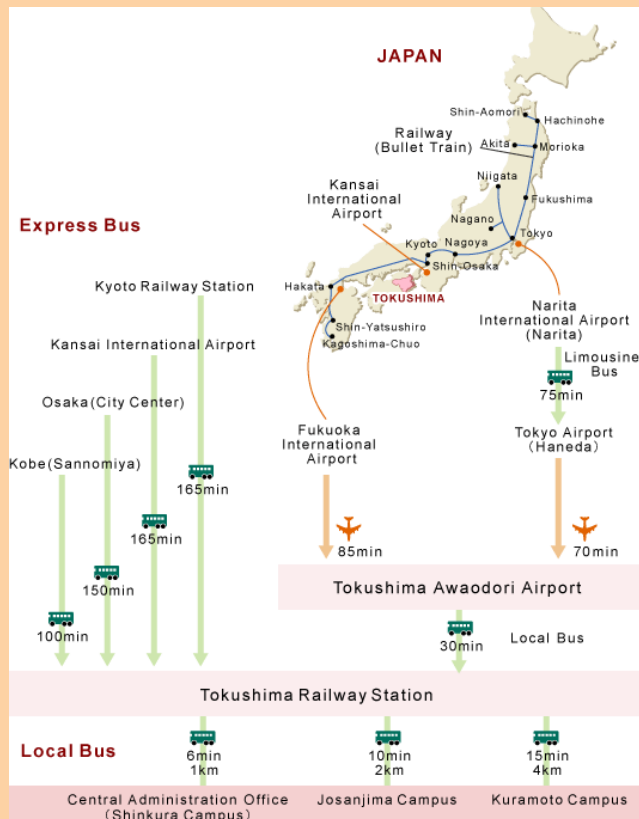 JAPAN
Shin-Aomori
Hachinohe
Railway
(Bullet Train)
Akita
Morioka
Niigata
Kansai
International
Airport
Fukushima
Nagano
Express Bus
Tokyo
Kyoto
Nagoya
Shin-Osaka
Kyoto Railway Station
Hakata
TOKUSHIMA
Narita
International Airport
(Narita)
Shin-Yatsushiro
Kagoshima-Chuo
Kansai International Airport
Limousine
Bus
75min
Osaka(City Center)
Fukuoka
International
Airport
Tokyo Airport
(Haneda)
Kobe(Sannomiya)
165min
165min
85min
70min
150min
Tokushima Awaodori Airport
100min
30min
Local Bus
Tokushima Railway Station
Local Bus
6min
1km
10min
2km
15min
4km
Central Administration Office
(Shinkura Campus)
Josanjima Campus
Kuramoto Campus